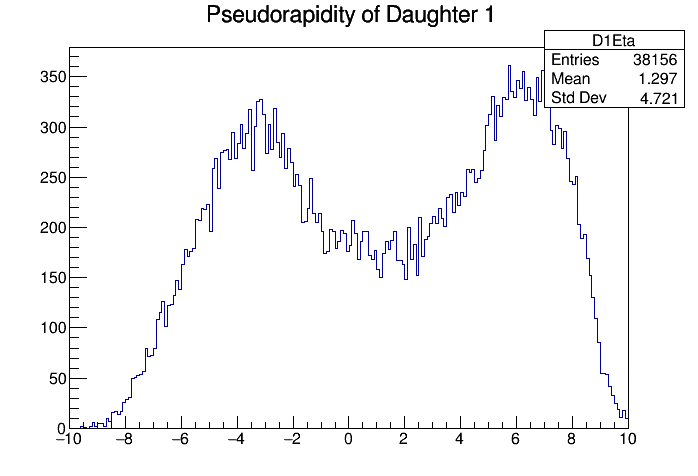 Pseudorapidity of Daughter 1
D1Eta
Entries 38156
Mean 1.297
Std Dev 4.721
350
300
250
200
150
100
50
0
−10 −8 −6 −4 −2 0 2 4 6 8 10